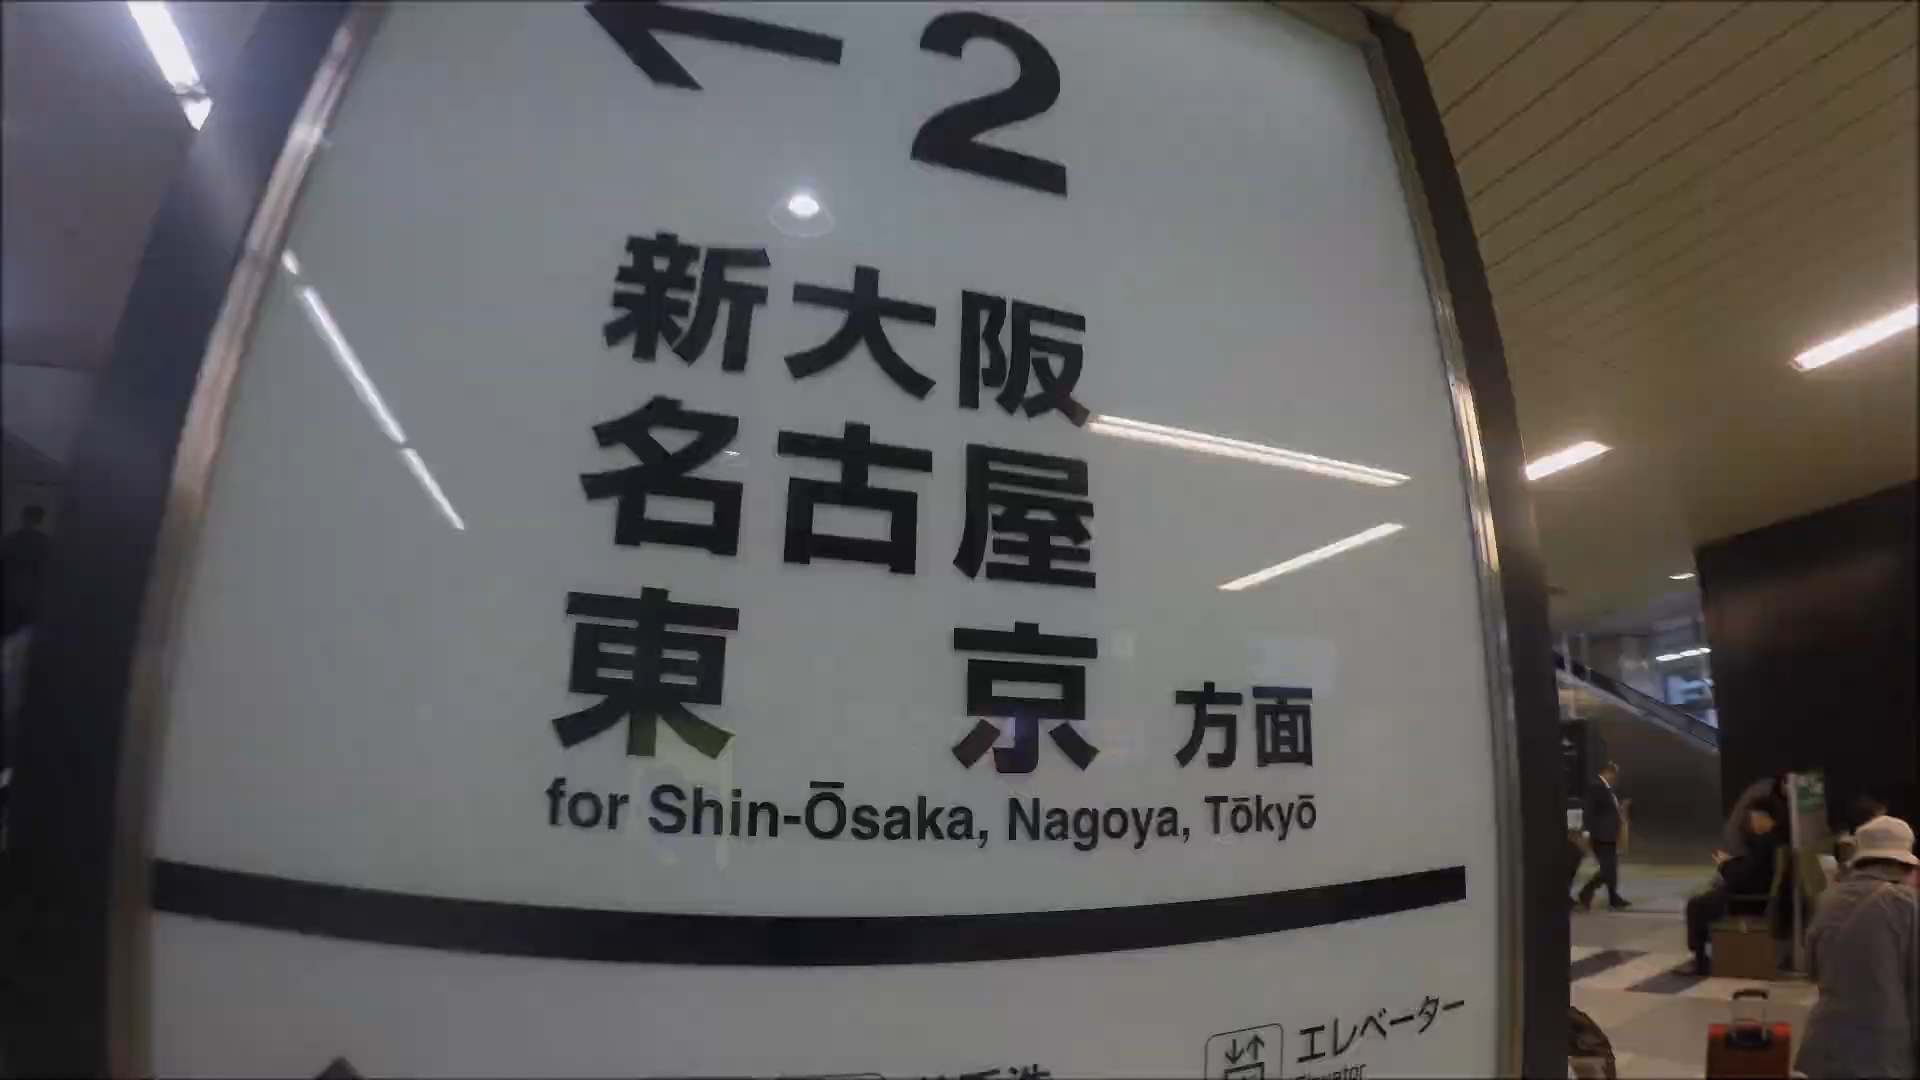 ← 2
新大阪
名古屋
東京 方面
for Shin-Ōsaka, Nagoya, Tōkyō
エレベーター